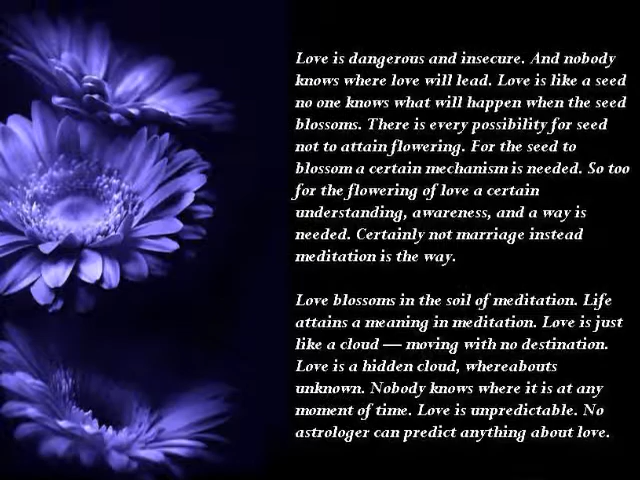 Love is dangerous and insecure. And nobody
knows where love will lead. Love is like a seed
no one knows what will happen when the seed
blossoms. There is every possibility for seed
not to attain flowering. For the seed to
blossom a certain mechanism is needed. So too
for the flowering of love a certain
understanding, awareness, and a way is
needed. Certainly not marriage instead
meditation is the way.

Love blossoms in the soil of meditation. Life
attains a meaning in meditation. Love is just
like a cloud — moving with no destination.
Love is a hidden cloud, whereabouts
unknown. Nobody knows where it is at any
moment of time. Love is unpredictable. No
astrologer can predict anything about love.